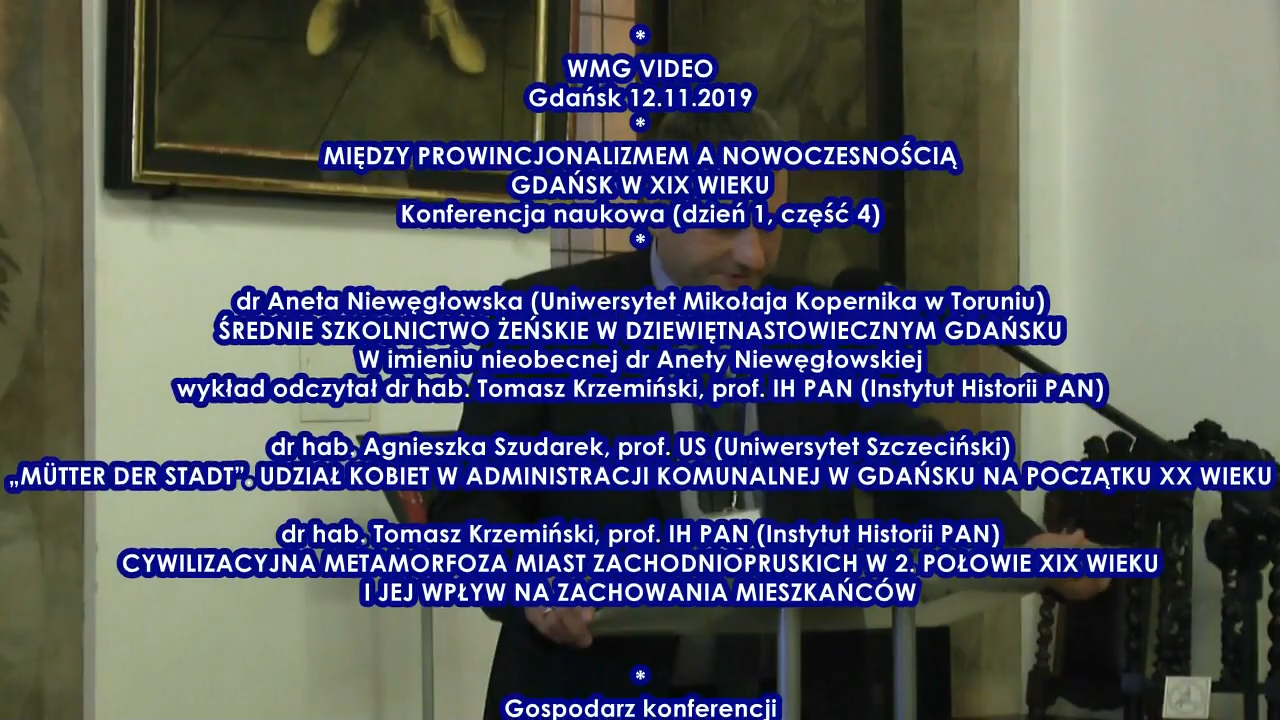 *
WMG VIDEO
Gdańsk 12.11.2019
*
MIĘDZY PROWINCJONALIZMEM A NOWOCZESNOŚCIĄ
GDAŃSK W XIX WIEKU
Konferencja naukowa (dzień 1, część 4)
*
dr Aneta Niewęgłowska (Uniwersytet Mikołaja Kopernika w Toruniu)
ŚREDNIE SZKOLNICTWO ŻEŃSKIE W DZIEWIĘTNASTOWIECZNYM GDAŃSKU
W imieniu nieobecnej dr Anety Niewęgłowskiej
wykład odczytał dr hab. Tomasz Krzemiński, prof. IH PAN (Instytut Historii PAN)
dr hab. Agnieszka Szudarek, prof. US (Uniwersytet Szczeciński)
„MÜTTER DER STADT”. UDZIAŁ KOBIET W ADMINISTRACJI KOMUNALNEJ W GDAŃSKU NA POCZĄTKU XX WIEKU
dr hab. Tomasz Krzemiński, prof. IH PAN (Instytut Historii PAN)
CYWILIZACYJNA METAMORFOZA MIAST ZACHODNIOPRUSKICH W 2. POŁOWIE XIX WIEKU
I JEJ WPŁYW NA ZACHOWANIA MIESZKAŃCÓW
*
Gospodarz konferencji